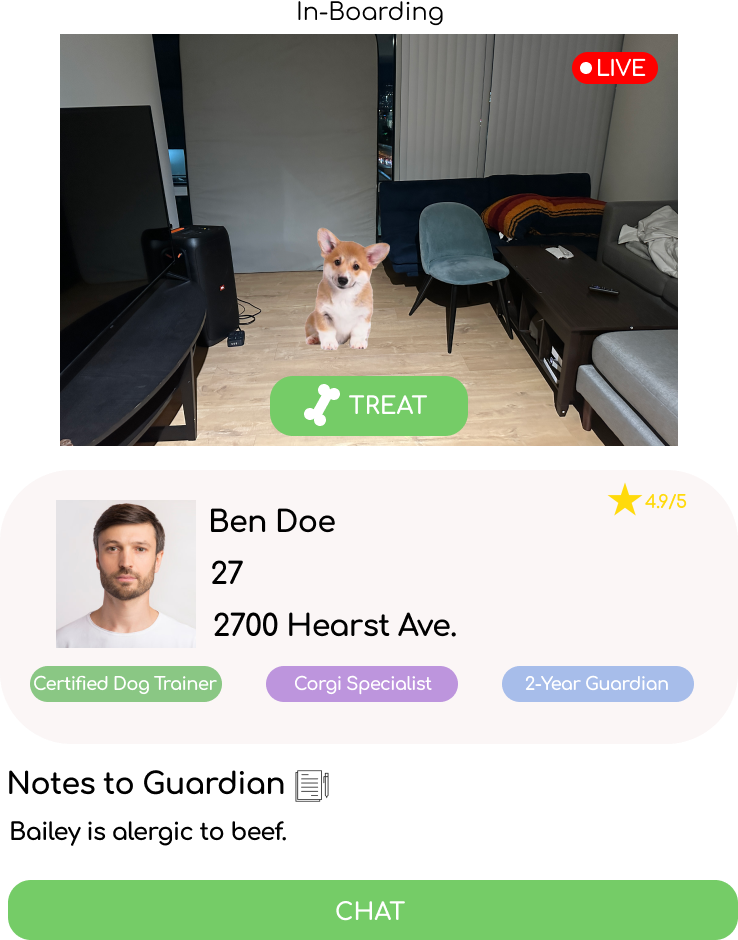 In-Boarding
LIVE
TREAT
4.9/5
Ben Doe
27
2700 Hearst Ave.
Certified Dog Trainer
Corgi Specialist
2-Year Guardian
Notes to Guardian
Bailey is alergic to beef.
CHAT